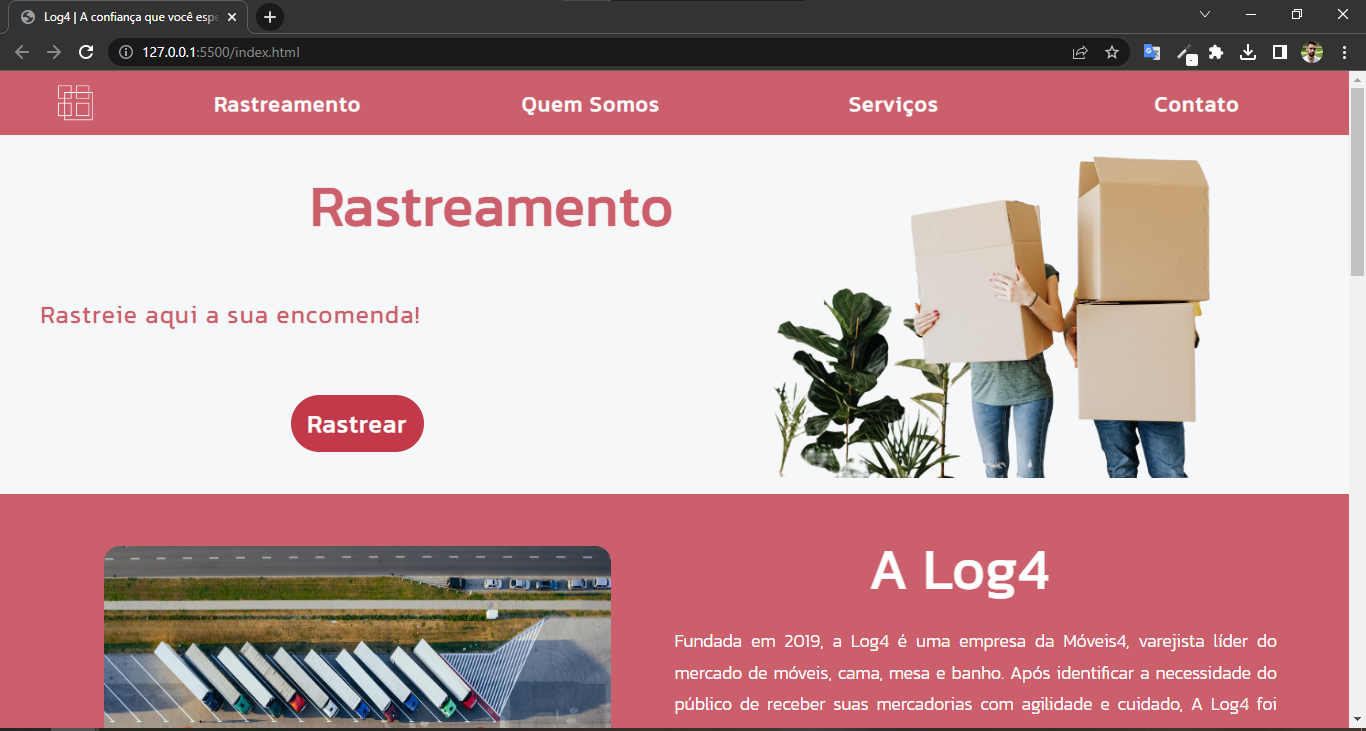 Log4 | A confiança que você espe
127.0.0.1:5500/index.html
Rastreamento
Quem Somos
Serviços
Contato
Rastreamento
Rastreie aqui a sua encomenda!
Rastrear
A Log4
Fundada em 2019, a Log4 é uma empresa da Móveis4, varejista líder do
mercado de móveis, cama, mesa e banho. Após identificar a necessidade do
público de receber suas mercadorias com agilidade e cuidado, A Log4 foi